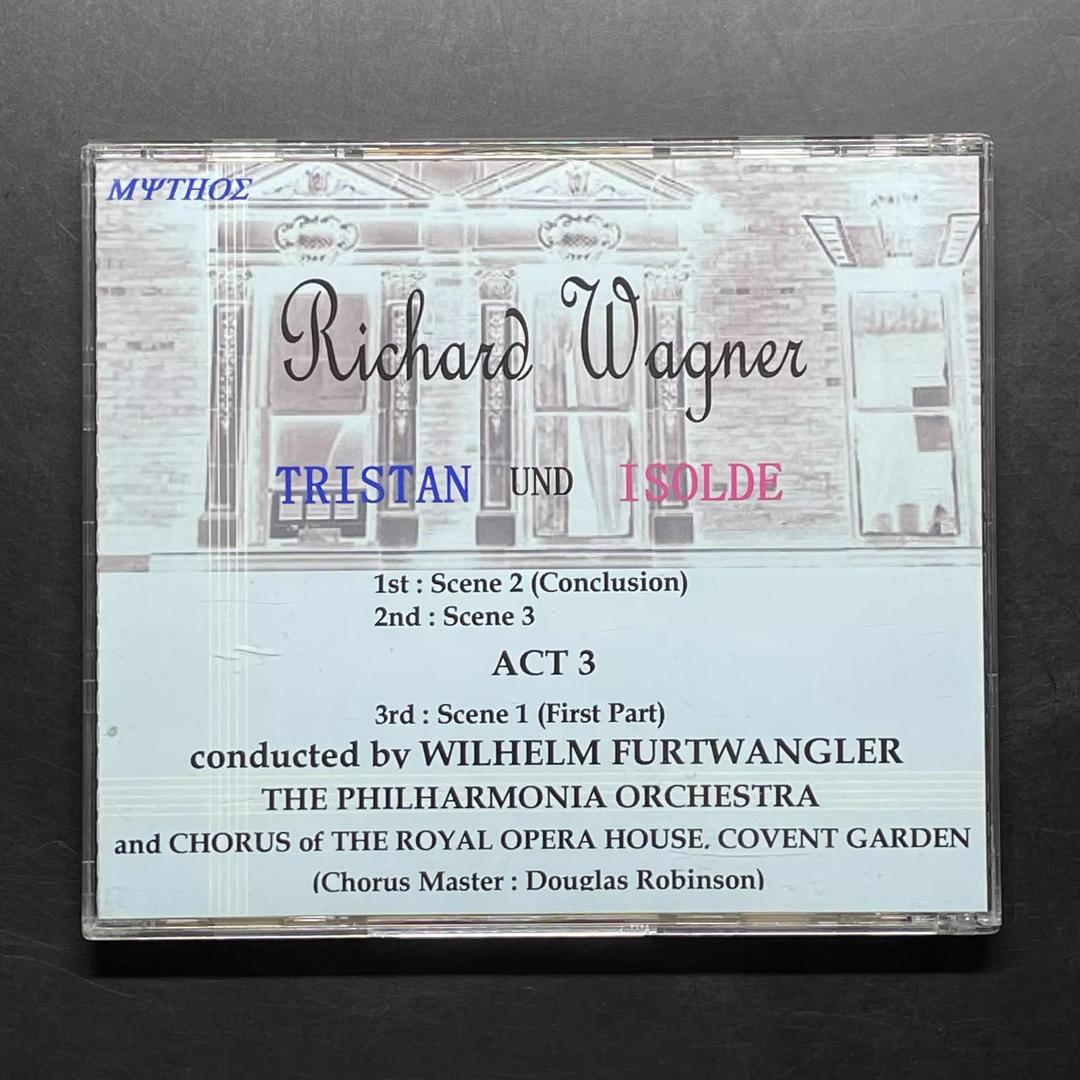 ΜΨΤΗΟΣ
Richard Wagner
TRISTAN UND ISOLDE
1st : Scene 2 (Conclusion)
2nd : Scene 3
ACT 3
3rd : Scene 1 (First Part)
conducted by WILHELM FURTWANGLER
THE PHILHARMONIA ORCHESTRA
and CHORUS of THE ROYAL OPERA HOUSE. COVENT GARDEN
(Chorus Master : Douglas Robinson)